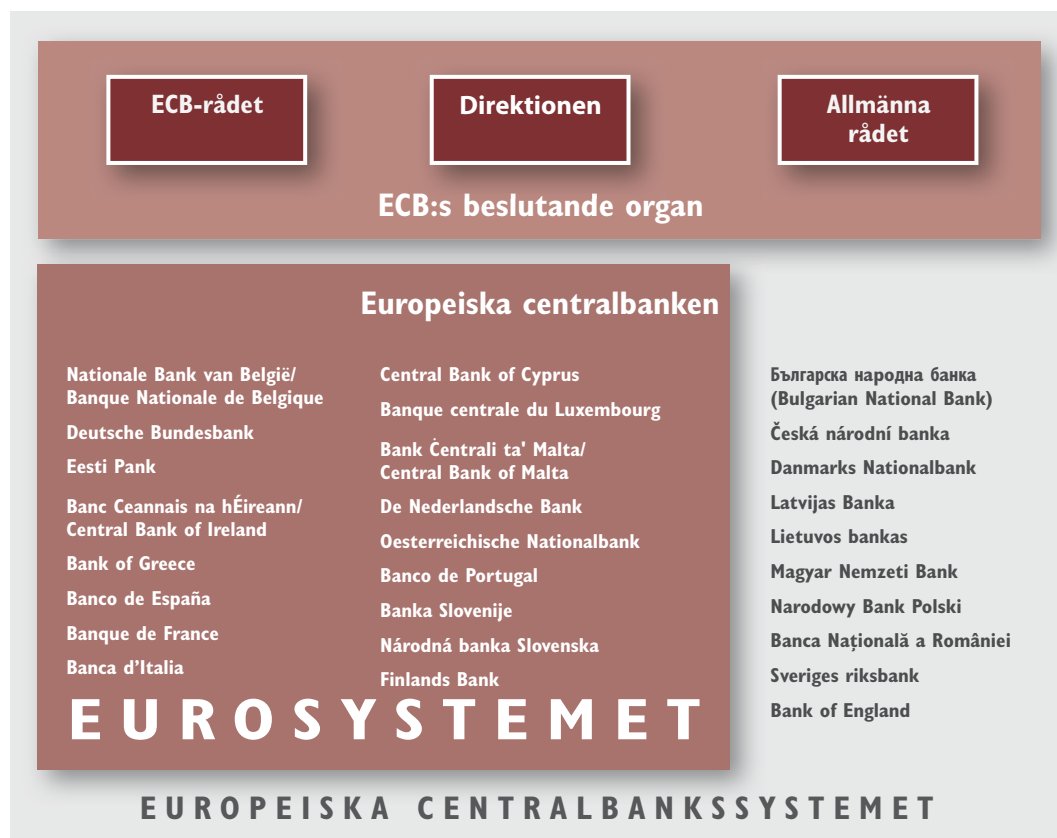 ECB-rådet
Direktionen
Allmänna
rådet
ECB:s beslutande organ
Europeiska centralbanken
Nationale Bank van België/
Banque Nationale de Belgique
Deutsche Bundesbank
Eesti Pank
Banc Ceannais na hÉireann/
Central Bank of Ireland
Bank of Greece
Banco de España
Banque de France
Banca d'Italia
Central Bank of Cyprus
Banque centrale du Luxembourg
Bank Ċentrali ta' Malta/
Central Bank of Malta
De Nederlandsche Bank
Oesterreichische Nationalbank
Banco de Portugal
Banka Slovenije
Národná banka Slovenska
Finlands Bank
EUROSYSTEMET
Българска народна банка
(Bulgarian National Bank)
Česká národní banka
Danmarks Nationalbank
Latvijas Banka
Lietuvos bankas
Magyar Nemzeti Bank
Narodowy Bank Polski
Banca Naţională a României
Sveriges riksbank
Bank of England
EUROPEISKA CENTRALBANKSSYSTEMET